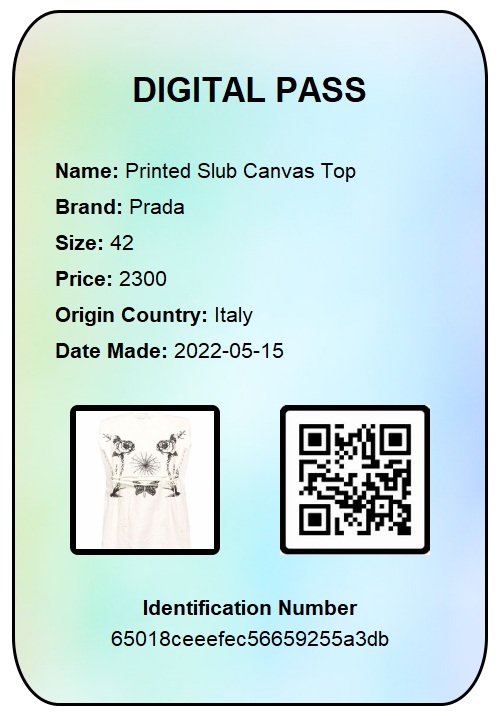 DIGITAL PASS
Name: Printed Slub Canvas Top
Brand: Prada
Size: 42
Price: 2300
Origin Country: Italy
Date Made: 2022-05-15
Identification Number
65018ceeefec56659255a3db